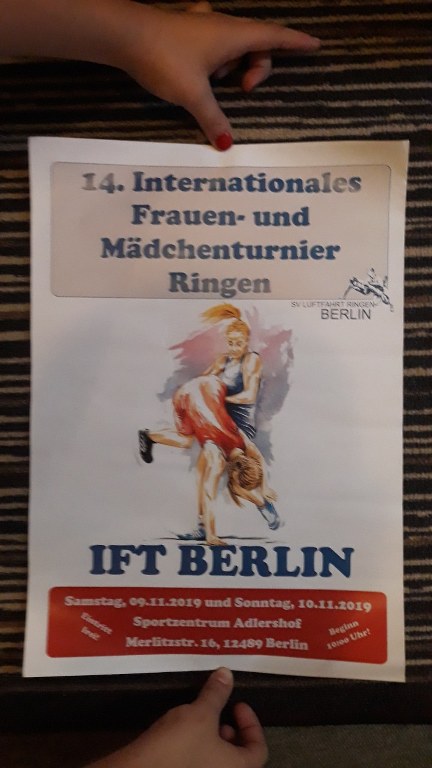 14. Internationales
Frauen- und
Mädchenturnier
Ringen
SV LUFTFAHRT RINGEN
BERLIN
IFT BERLIN
Samstag, 09.11.2019 und Sonntag, 10.11.2019
Sportzentrum Adlershof
Merlitzstr. 16, 12489 Berlin
Eintritt
frei!
Beginn
10:00 Uhr!